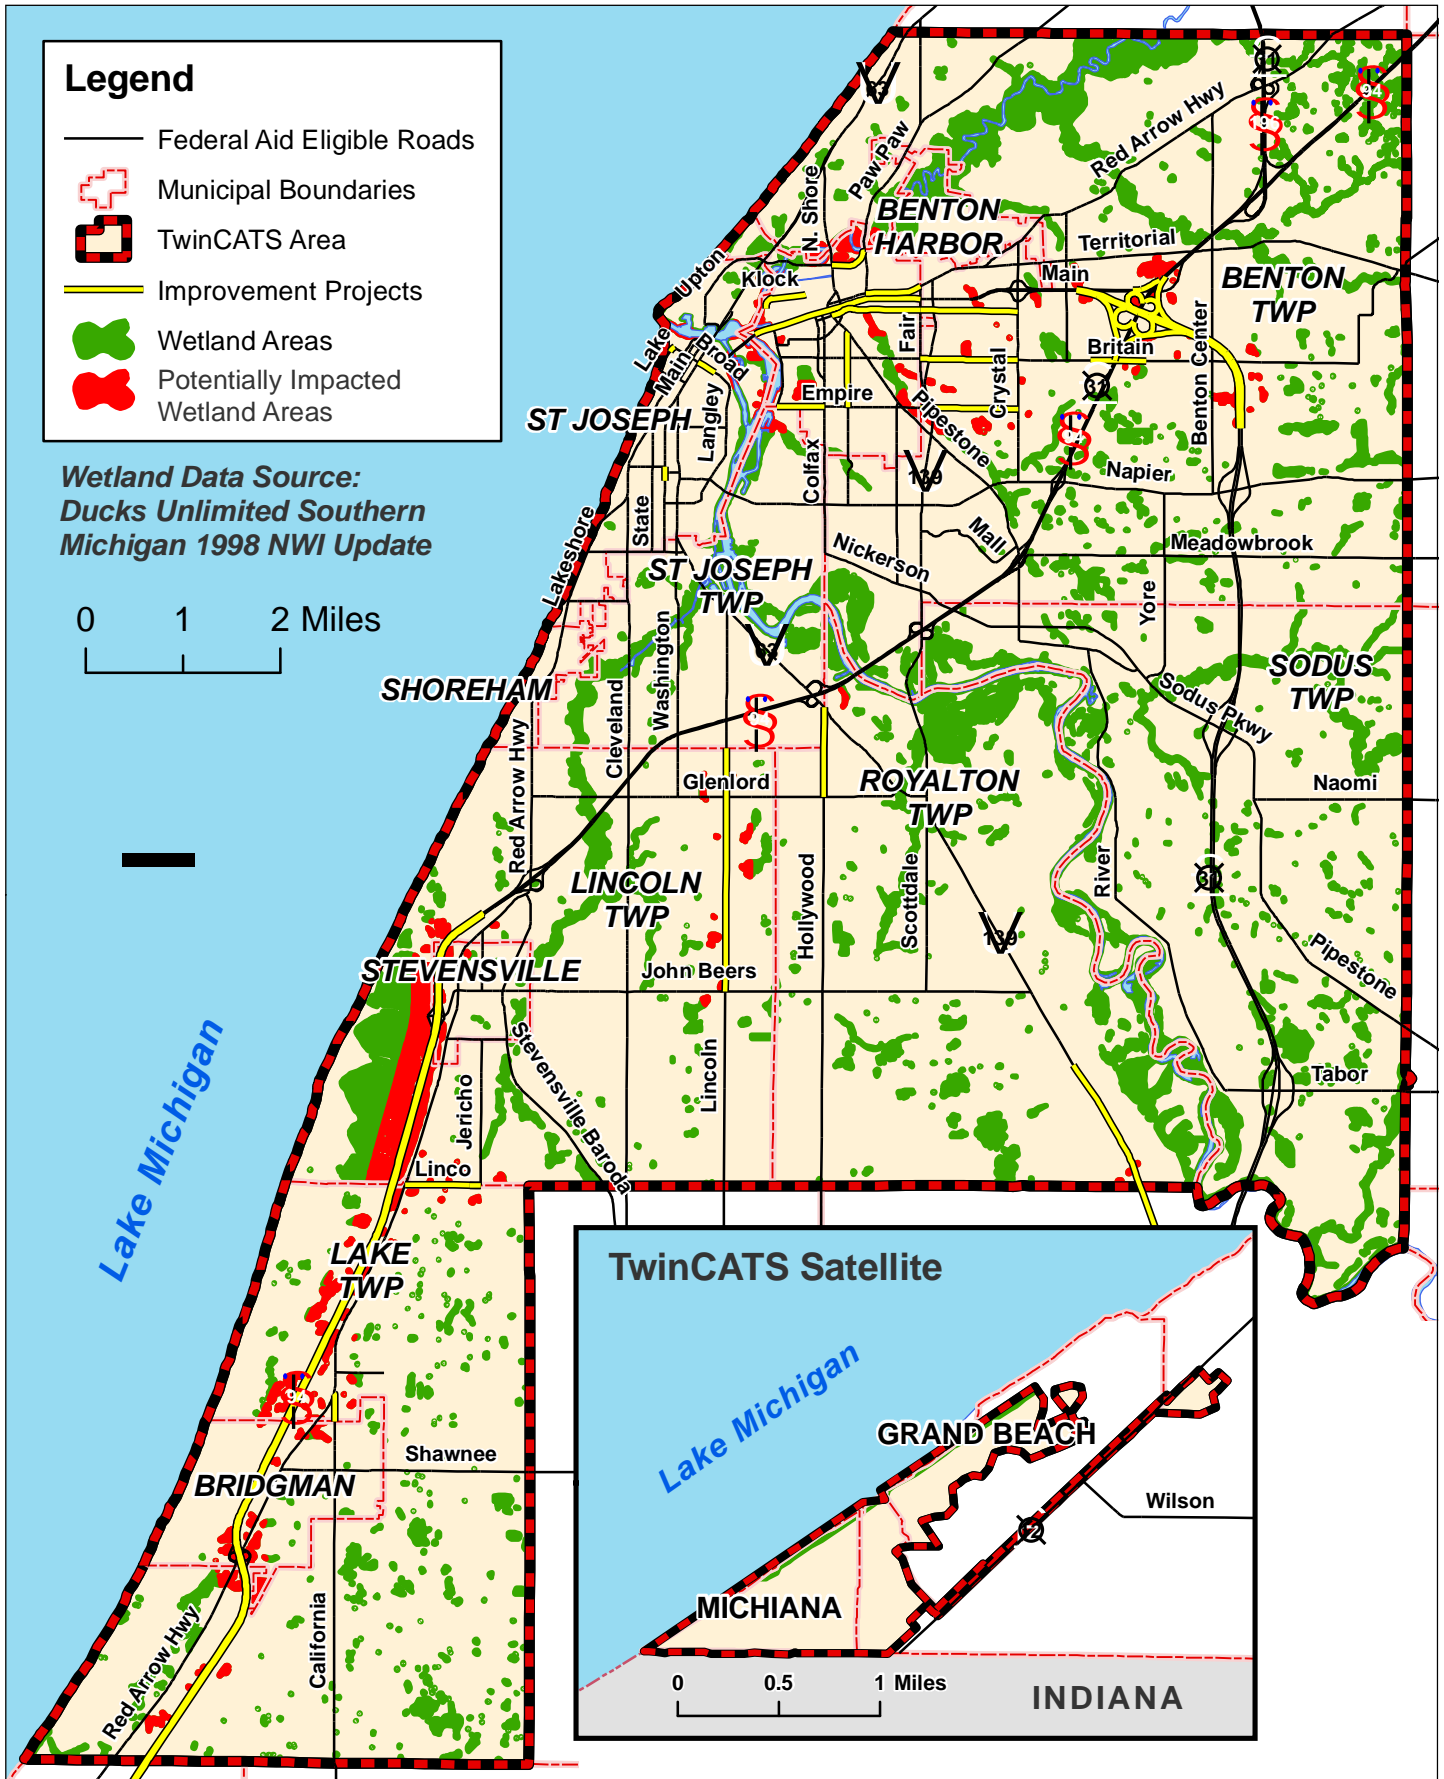 Legend
Federal Aid Eligible Roads
Municipal Boundaries
TwinCATS Area
Improvement Projects
Wetland Areas
Potentially Impacted
Wetland Areas
Wetland Data Source:
Ducks Unlimited Southern
Michigan 1998 NWI Update
0 1 2 Miles
Red Arrow Hwy
Paw Paw
N. Shore
BENTON
HARBOR
Territorial
Upton
Klock
Main
BENTON
TWP
Lake
Main
Broad
Fair
Britain
Benton Center
Empire
Crystal
Pipestone
ST JOSEPH
Langley
Colfax
139
Napier
State
Lakeshore
Nickerson
Mall
Meadowbrook
ST JOSEPH
TWP
Yore
Washington
SODUS
TWP
SHOREHAM
Cleveland
Sodus Pkwy
Red Arrow Hwy
Glenlord
ROYALTON
TWP
Naomi
River
LINCOLN
TWP
Hollywood
Scottdale
139
STEVENSVILLE
John Beers
Pipestone
Lake Michigan
Stevensville Baroda
Lincoln
Jericho
Tabor
Linco
LAKE
TWP
94
Shawnee
BRIDGMAN
California
Red Arrow Hwy
TwinCATS Satellite
Lake Michigan
GRAND BEACH
Wilson
12
MICHIANA
0 0.5 1 Miles
INDIANA